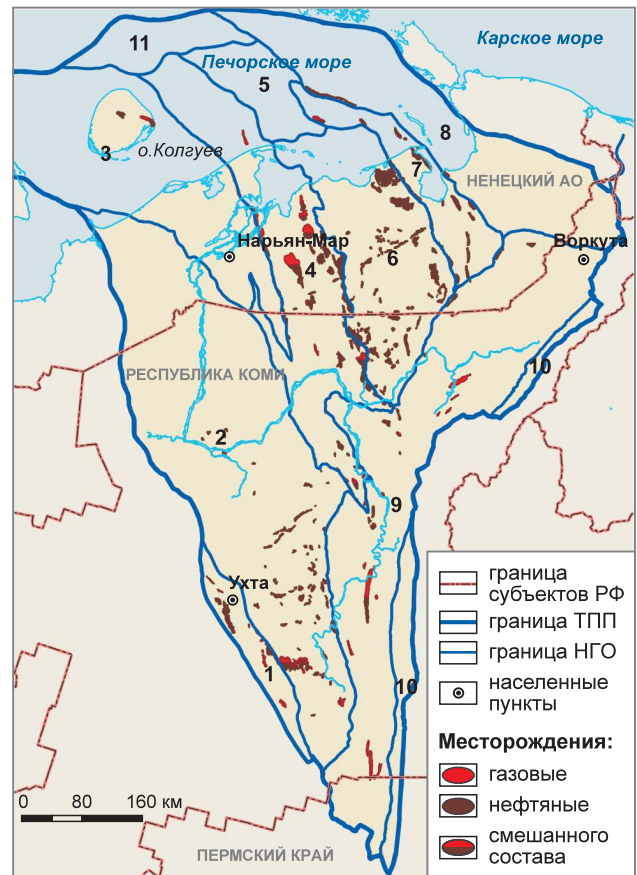 11
Карское море
Печорское море
5
8
3
о.Колгуев
7
НЕНЕЦКИЙ АО
Нарьян-Мар
4
6
Воркута
РЕСПУБЛИКА КОМИ
10
2
9
Ухта
1
10
0 80 160 км
ПЕРМСКИЙ КРАЙ
граница
субъектов РФ
граница ТПП
граница НГО
населенные
пункты
Месторождения:
газовые
нефтяные
смешанного
состава